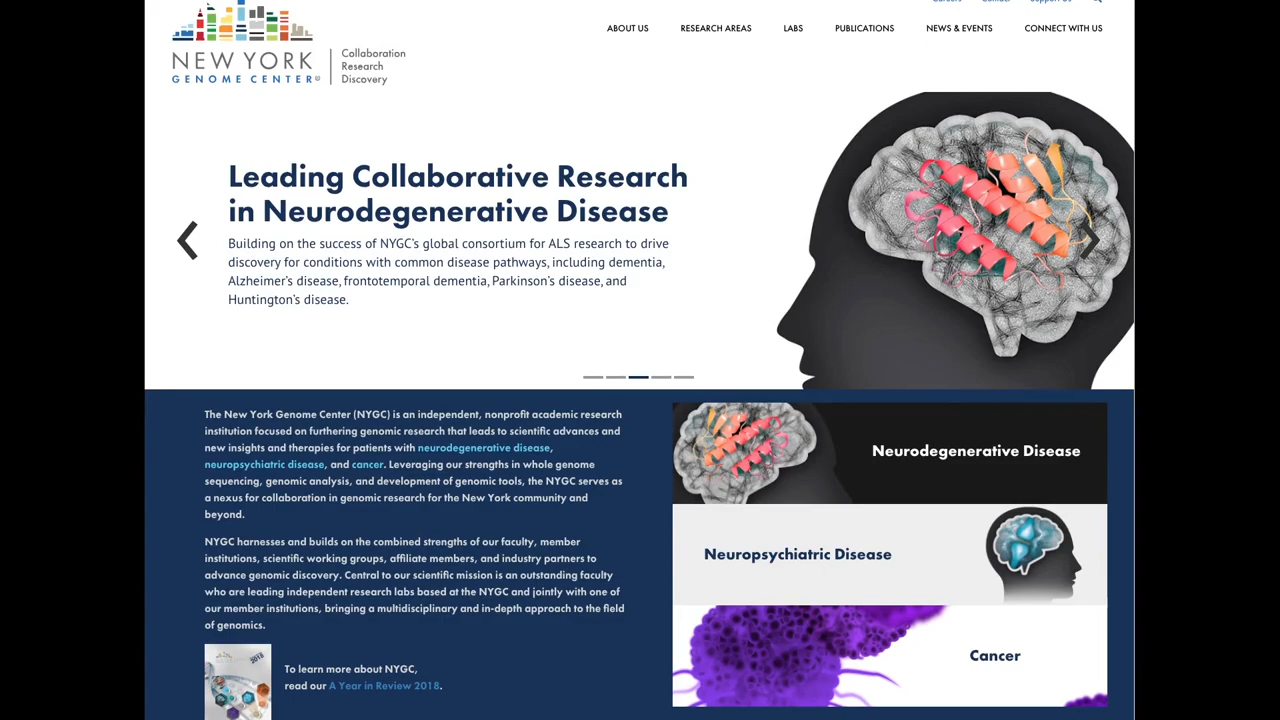 Careers Contact Support Us
NEW YORK
GENOME CENTER®
Collaboration
Research
Discovery
ABOUT US RESEARCH AREAS LABS PUBLICATIONS NEWS & EVENTS CONNECT WITH US
Leading Collaborative Research
in Neurodegenerative Disease
Building on the success of NYGC's global consortium for ALS research to drive
discovery for conditions with common disease pathways, including dementia,
Alzheimer's disease, frontotemporal dementia, Parkinson's disease, and
Huntington's disease.
The New York Genome Center (NYGC) is an independent, nonprofit academic research
institution focused on furthering genomic research that leads to scientific advances and
new insights and therapies for patients with neurodegenerative disease,
neuropsychiatric disease, and cancer. Leveraging our strengths in whole genome
sequencing, genomic analysis, and development of genomic tools, the NYGC serves as
a nexus for collaboration in genomic research for the New York community and
beyond.
NYGC harnesses and builds on the combined strengths of our faculty, member
institutions, scientific working groups, affiliate members, and industry partners to
advance genomic discovery. Central to our scientific mission is an outstanding faculty
who are leading independent research labs based at the NYGC and jointly with one of
our member institutions, bringing a multidisciplinary and in-depth approach to the field
of genomics.
2018
To learn more about NYGC,
read our A Year in Review 2018.
Neurodegenerative Disease
Neuropsychiatric Disease
Cancer